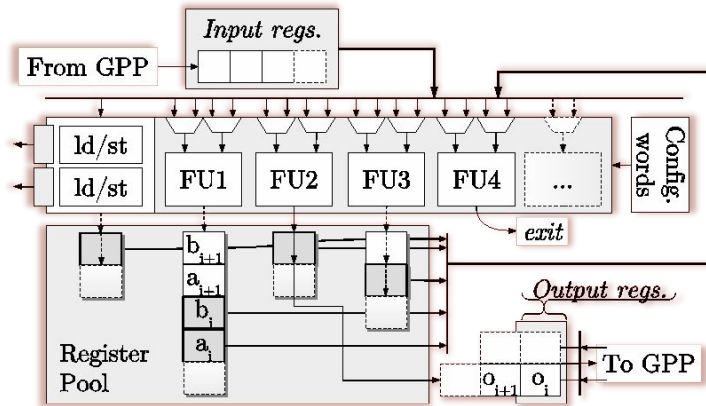 Input regs.
From GPP
ld/st
ld/st
FU1
FU2
FU3
FU4
...
Config.
words
exit
b i+1
a i+1
b i
a i
Register
Pool
Output regs.
o i+1
o i
To GPP